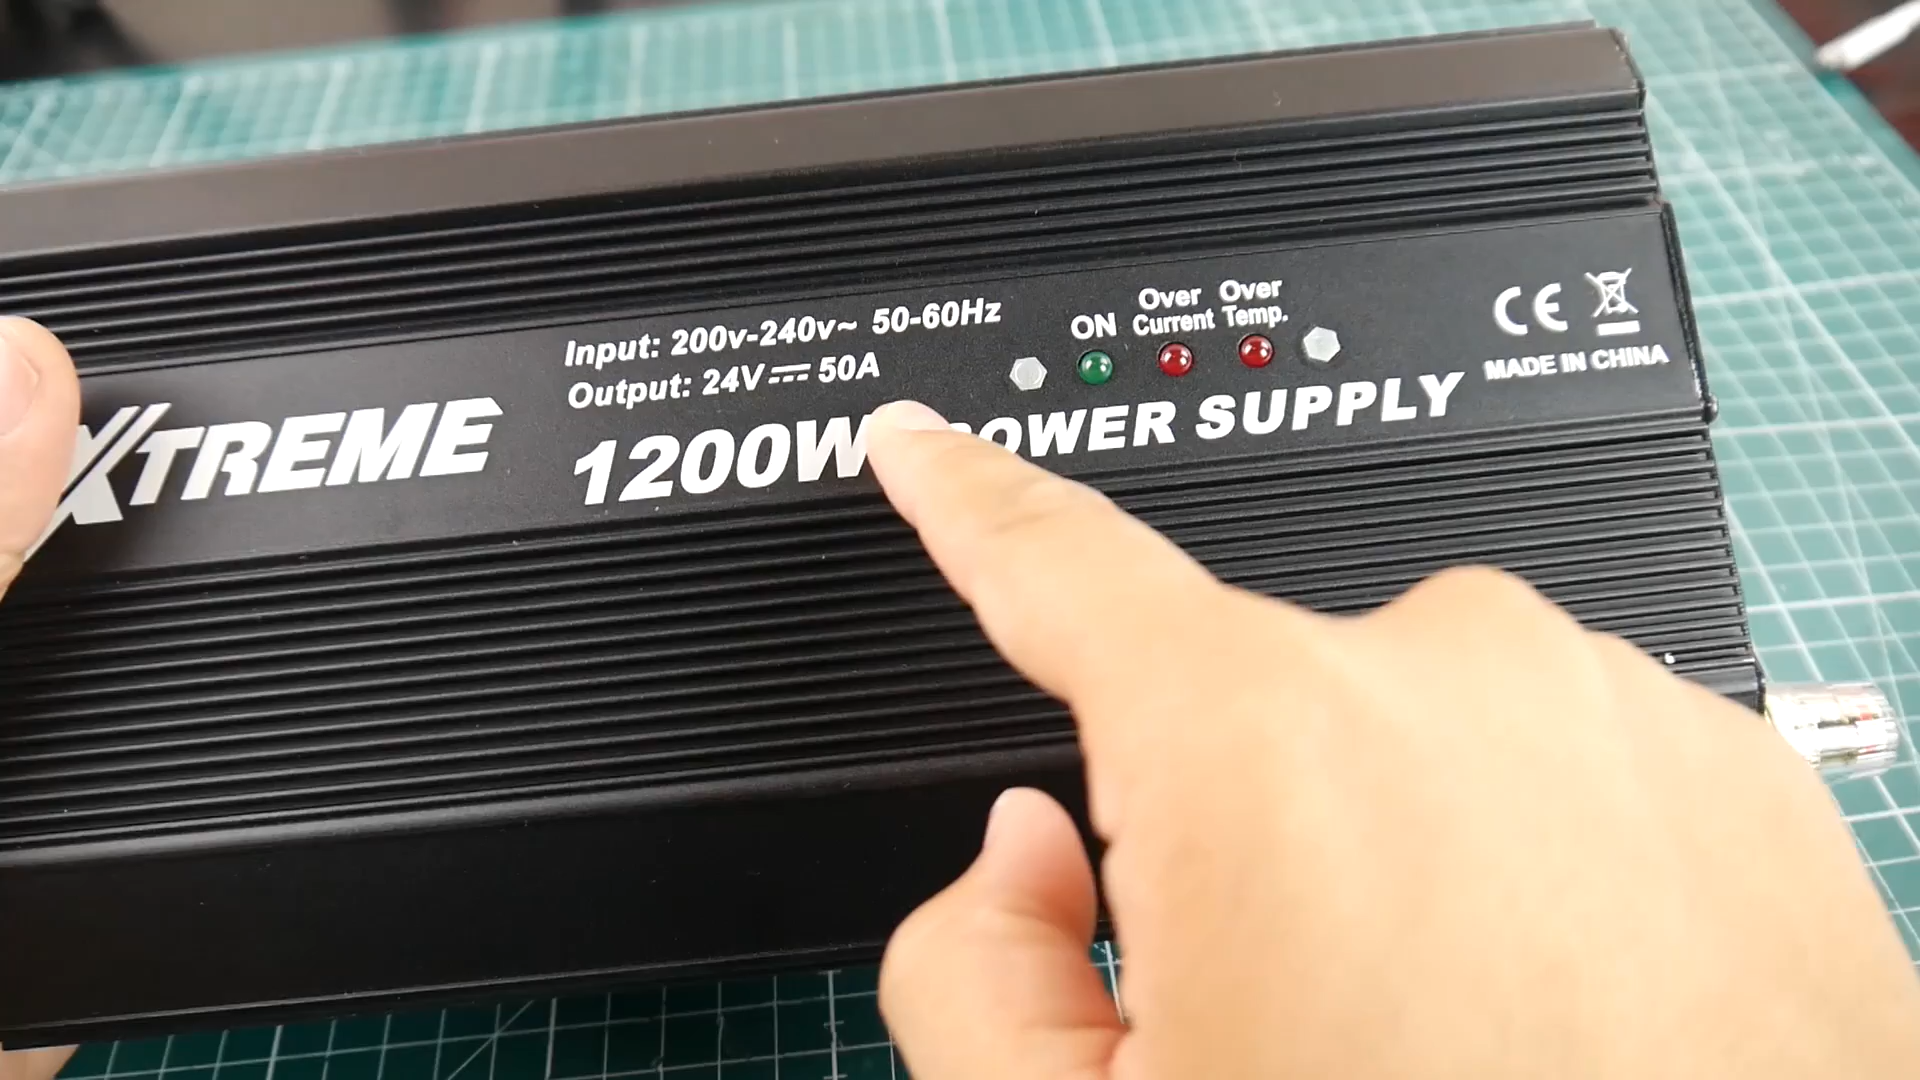 XTREME
Input: 200v-240v~ 50-60Hz
Output: 24V⎓50A
1200W POWER SUPPLY
ON
Over Current
Over Temp.
CE
MADE IN CHINA